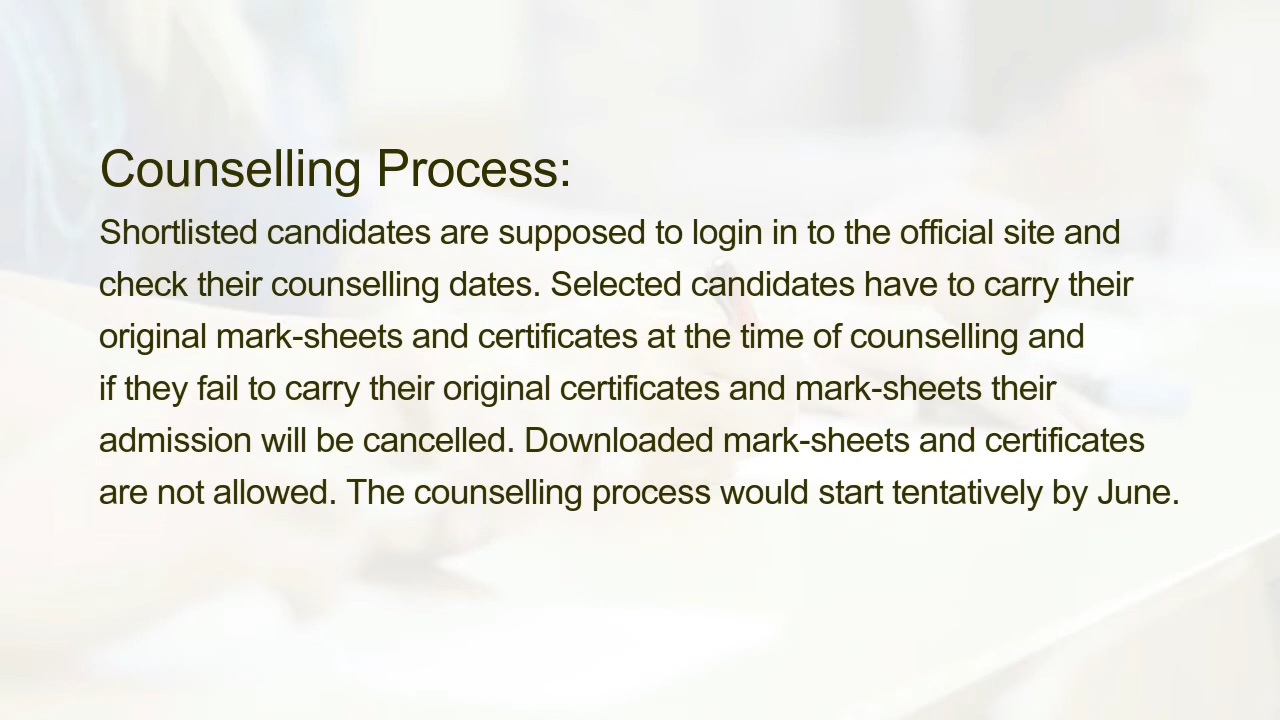 Counselling Process:
Shortlisted candidates are supposed to login in to the official site and
check their counselling dates. Selected candidates have to carry their
original mark-sheets and certificates at the time of counselling and
if they fail to carry their original certificates and mark-sheets their
admission will be cancelled. Downloaded mark-sheets and certificates
are not allowed. The counselling process would start tentatively by June.